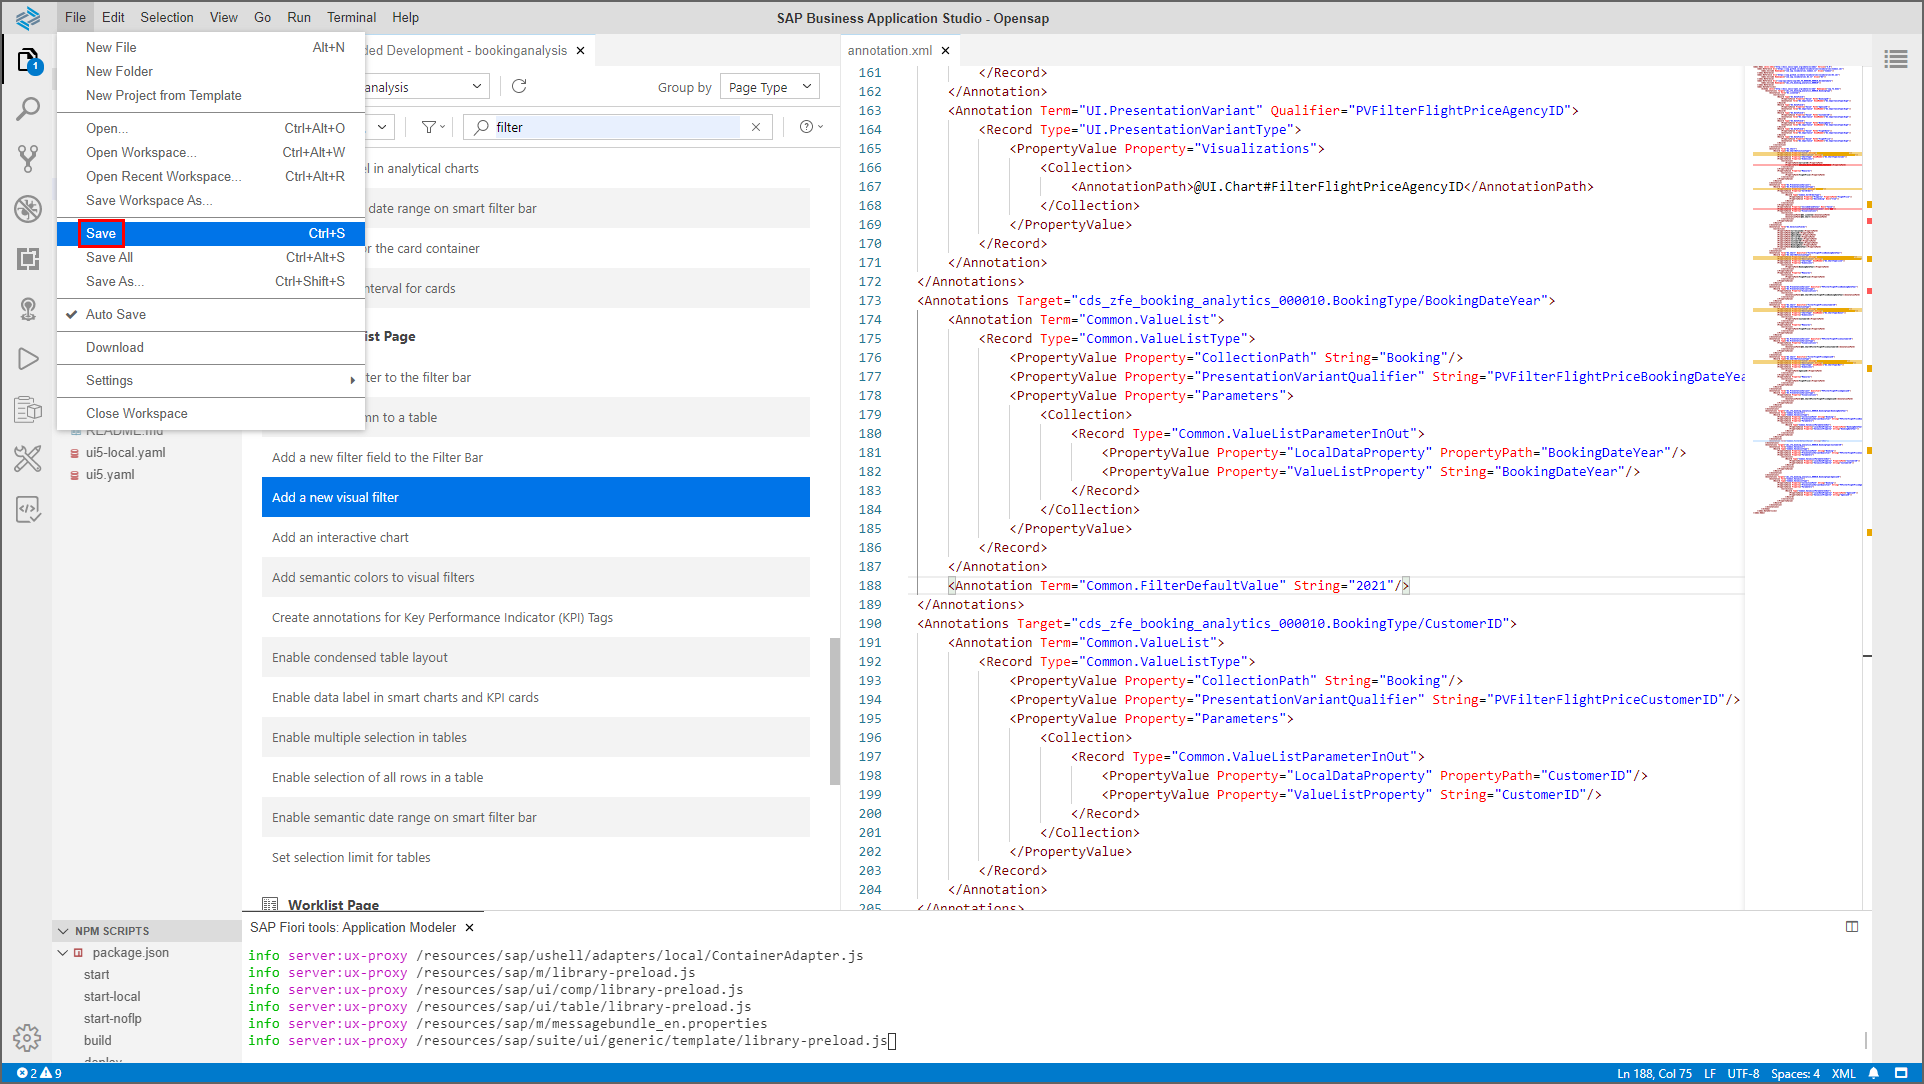 File Edit Selection View Go Run Terminal Help
SAP Business Application Studio - Opensap
1
New File Alt+N
New Folder
New Project from Template
Open... Ctrl+Alt+O
Open Workspace... Ctrl+Alt+W
Open Recent Workspace... Ctrl+Alt+R
Save Workspace As...
Save Ctrl+S
Save All Ctrl+Alt+S
Save As... Ctrl+Shift+S
Auto Save
Download
Settings
Close Workspace
README.md
ui5-local.yaml
ui5.yaml
NPM SCRIPTS
package.json
start
start-local
start-noflp
build
deploy
ded Development - bookinganalysis
analysis
Group by Page Type
filter
l in analytical charts
date range on smart filter bar
or the card container
nterval for cards
ist Page
ter to the filter bar
mn to a table
Add a new filter field to the Filter Bar
Add a new visual filter
Add an interactive chart
Add semantic colors to visual filters
Create annotations for Key Performance Indicator (KPI) Tags
Enable condensed table layout
Enable data label in smart charts and KPI cards
Enable multiple selection in tables
Enable selection of all rows in a table
Enable semantic date range on smart filter bar
Set selection limit for tables
Worklist Page
annotation.xml
161 </Record>
162 </Annotation>
163 <Annotation Term="UI.PresentationVariant" Qualifier="PVFilterFlightPriceAgencyID">
164 <Record Type="UI.PresentationVariantType">
165 <PropertyValue Property="Visualizations">
166 <Collection>
167 <AnnotationPath>@UI.Chart#FilterFlightPriceAgencyID</AnnotationPath>
168 </Collection>
169 </PropertyValue>
170 </Record>
171 </Annotation>
172 </Annotations>
173 <Annotations Target="cds_zfe_booking_analytics_000010.BookingType/BookingDateYear">
174 <Annotation Term="Common.ValueList">
175 <Record Type="Common.ValueListType">
176 <PropertyValue Property="CollectionPath" String="Booking"/>
177 <PropertyValue Property="PresentationVariantQualifier" String="PVFilterFlightPriceBookingDateYea
178 <PropertyValue Property="Parameters">
179 <Collection>
180 <Record Type="Common.ValueListParameterInOut">
181 <PropertyValue Property="LocalDataProperty" PropertyPath="BookingDateYear"/>
182 <PropertyValue Property="ValueListProperty" String="BookingDateYear"/>
183 </Record>
184 </Collection>
185 </PropertyValue>
186 </Record>
187 </Annotation>
188 <Annotation Term="Common.FilterDefaultValue" String="2021"/>
189 </Annotations>
190 <Annotations Target="cds_zfe_booking_analytics_000010.BookingType/CustomerID">
191 <Annotation Term="Common.ValueList">
192 <Record Type="Common.ValueListType">
193 <PropertyValue Property="CollectionPath" String="Booking"/>
194 <PropertyValue Property="PresentationVariantQualifier" String="PVFilterFlightPriceCustomerID"/>
195 <PropertyValue Property="Parameters">
196 <Collection>
197 <Record Type="Common.ValueListParameterInOut">
198 <PropertyValue Property="LocalDataProperty" PropertyPath="CustomerID"/>
199 <PropertyValue Property="ValueListProperty" String="CustomerID"/>
200 </Record>
201 </Collection>
202 </PropertyValue>
203 </Record>
204 </Annotation>
205 </Annotations>
SAP Fiori tools: Application Modeler
info server:ux-proxy /resources/sap/ushell/adapters/local/ContainerAdapter.js
info server:ux-proxy /resources/sap/m/library-preload.js
info server:ux-proxy /resources/sap/ui/comp/library-preload.js
info server:ux-proxy /resources/sap/ui/table/library-preload.js
info server:ux-proxy /resources/sap/m/messagebundle_en.properties
info server:ux-proxy /resources/sap/suite/ui/generic/template/library-preload.js
2 9
Ln 188, Col 75 LF UTF-8 Spaces: 4 XML